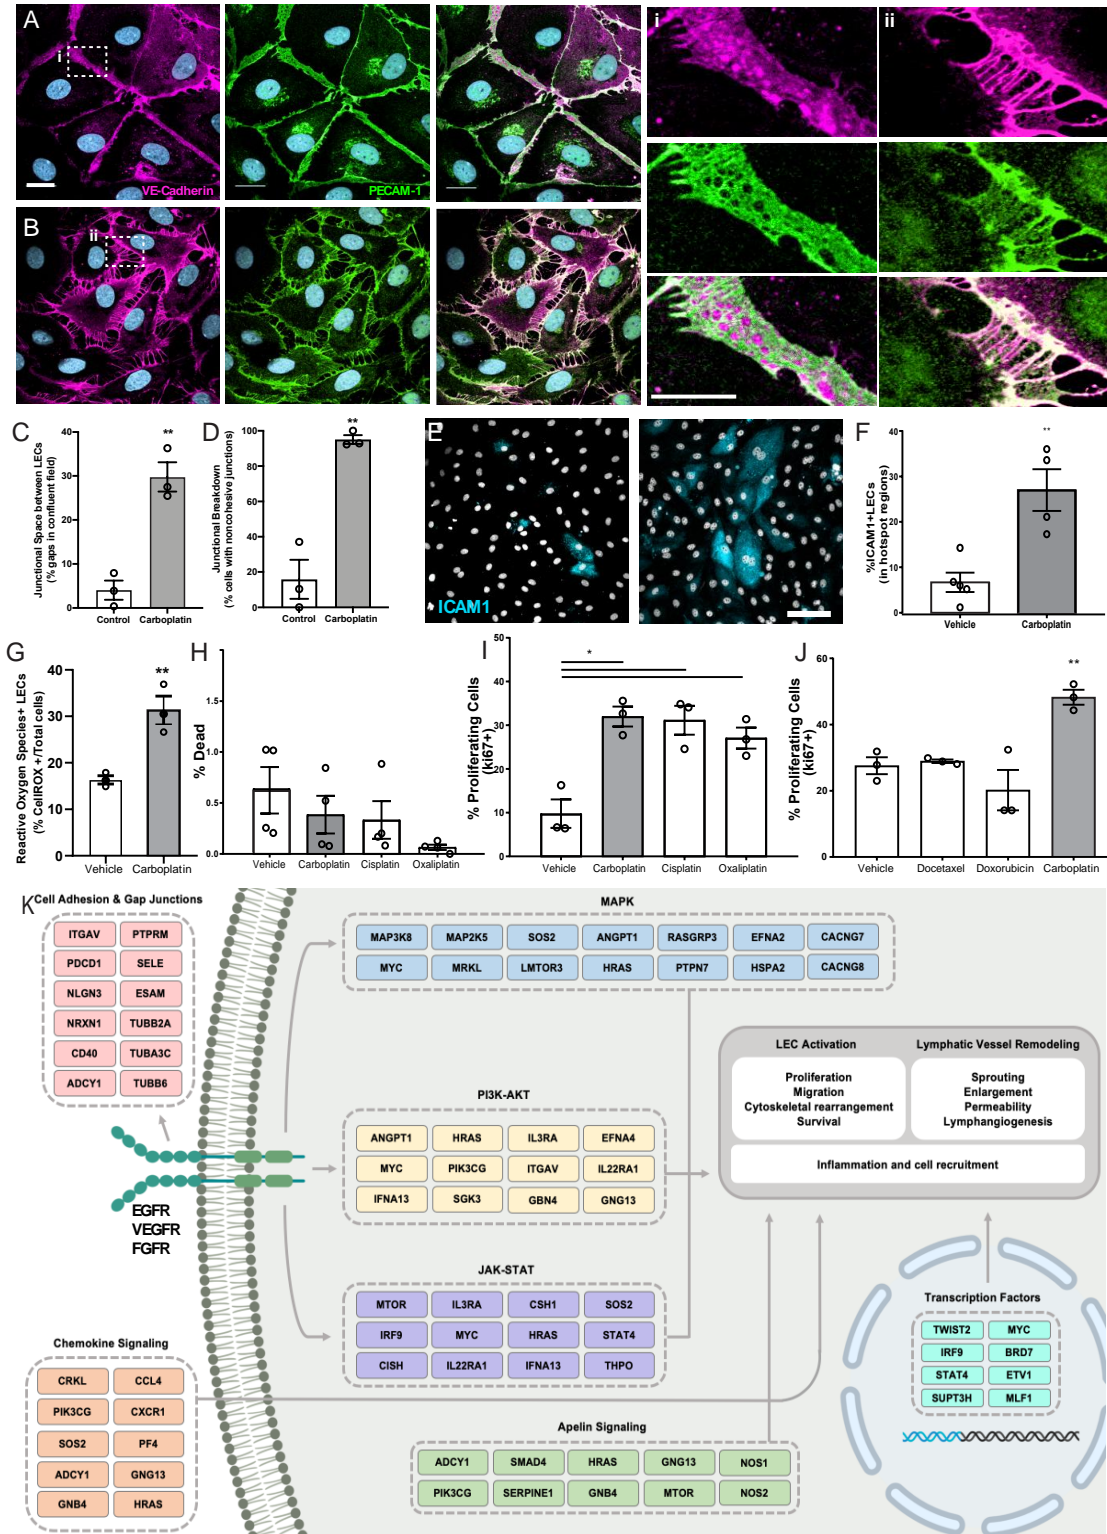 A
i
VE-Cadherin
PECAM-1
i
ii
B
ii
C
Junctional Space between LECs
(% gaps in confluent field)
40
30
20
10
0
**
Control
Carboplatin
D
Junctional Breakdown
(% cells with noncohesive junctions)
100
80
60
40
20
0
**
Control
Carboplatin
E
ICAM1
F
%ICAM1+LECs
(in hotspot regions)
40
30
20
10
0
**
Vehicle
Carboplatin
G
Reactive Oxygen Species+ LECs
(% CellROX +/Total cells)
40
30
20
10
0
**
Vehicle
Carboplatin
H
% Dead
1.5
1.0
0.5
0.0
Vehicle
Carboplatin
Cisplatin
Oxaliplatin
I
% Proliferating Cells
(ki67+)
50
40
30
20
10
0
*
Vehicle
Carboplatin
Cisplatin
Oxaliplatin
J
% Proliferating Cells
(ki67+)
60
40
20
0
**
Vehicle
Docetaxel
Doxorubicin
Carboplatin
K
Cell Adhesion & Gap Junctions
ITGAV PTPRM
PDCD1 SELE
NLGN3 ESAM
NRXN1 TUBB2A
CD40 TUBA3C
ADCY1 TUBB6
EGFR
VEGFR
FGFR
MAPK
MAP3K8 MAP2K5 SOS2 ANGPT1 RASGRP3 EFNA2 CACNG7
MYC MRKL LMTOR3 HRAS PTPN7 HSPA2 CACNG8
PI3K-AKT
ANGPT1 HRAS IL3RA EFNA4
MYC PIK3CG ITGAV IL22RA1
IFNA13 SGK3 GBN4 GNG13
JAK-STAT
MTOR IL3RA CSH1 SOS2
IRF9 MYC HRAS STAT4
CISH IL22RA1 IFNA13 THPO
LEC Activation
Proliferation
Migration
Cytoskeletal rearrangement
Survival
Lymphatic Vessel Remodeling
Sprouting
Enlargement
Permeability
Lymphangiogenesis
Inflammation and cell recruitment
Chemokine Signaling
CRKL CCL4
PIK3CG CXCR1
SOS2 PF4
ADCY1 GNG13
GNB4 HRAS
Apelin Signaling
ADCY1 SMAD4 HRAS GNG13 NOS1
PIK3CG SERPINE1 GNB4 MTOR NOS2
Transcription Factors
TWIST2 MYC
IRF9 BRD7
STAT4 ETV1
SUPT3H MLF1